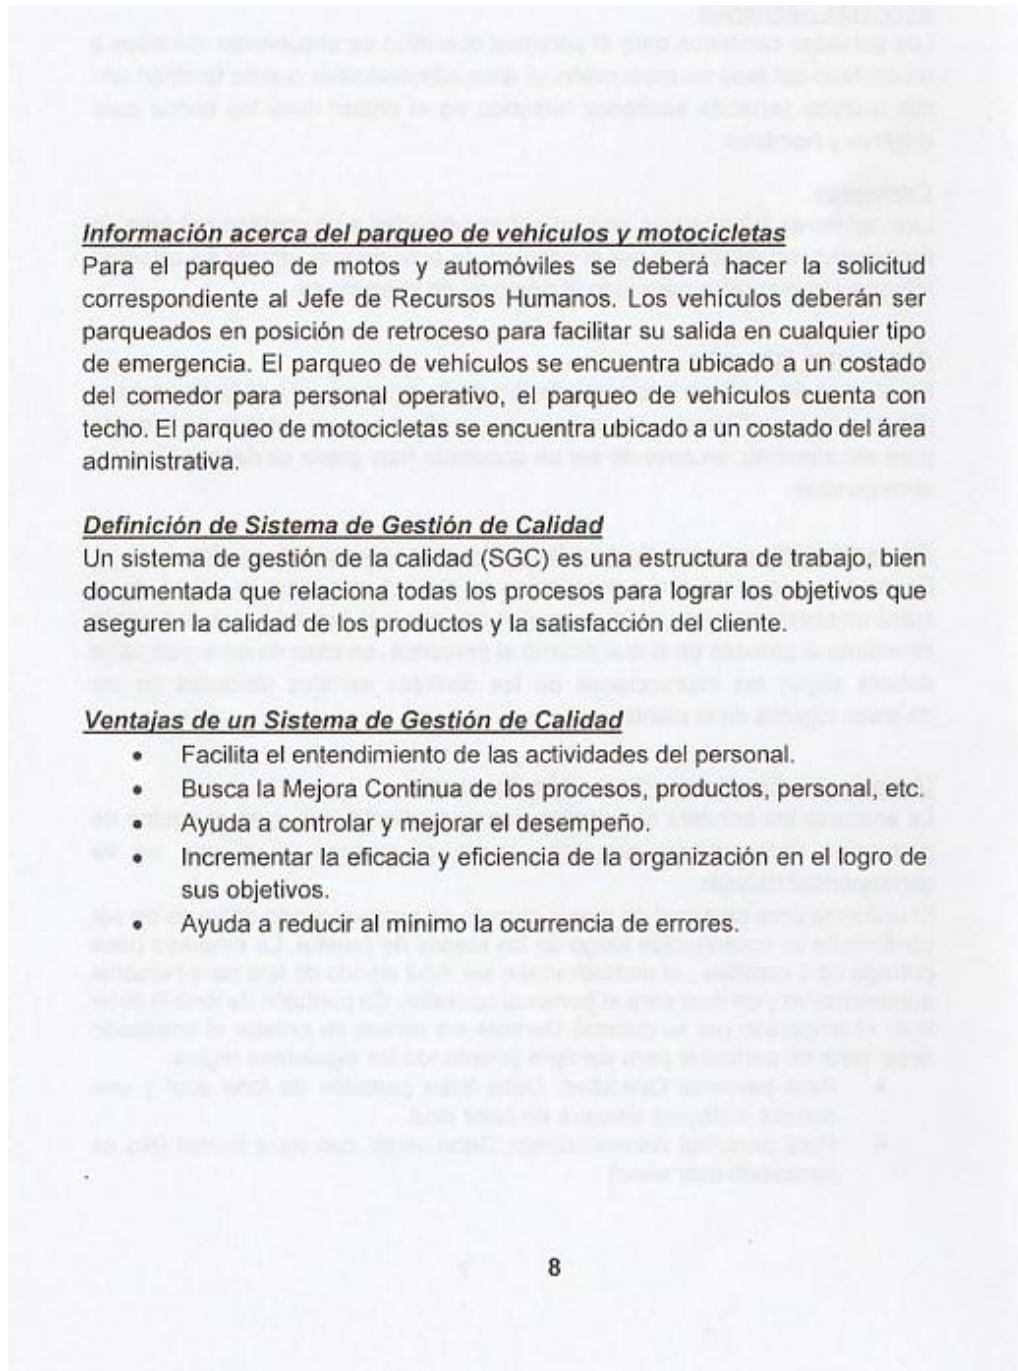 Información acerca del parqueo de vehículos y motocicletas
Para el parqueo de motos y automóviles se deberá hacer la solicitud
correspondiente al Jefe de Recursos Humanos. Los vehículos deberán ser
parqueados en posición de retroceso para facilitar su salida en cualquier tipo
de emergencia. El parqueo de vehículos se encuentra ubicado a un costado
del comedor para personal operativo, el parqueo de vehículos cuenta con
techo. El parqueo de motocicletas se encuentra ubicado a un costado del área
administrativa.
Definición de Sistema de Gestión de Calidad
Un sistema de gestión de la calidad (SGC) es una estructura de trabajo, bien
documentada que relaciona todas los procesos para lograr los objetivos que
aseguren la calidad de los productos y la satisfacción del cliente.
Ventajas de un Sistema de Gestión de Calidad
• Facilita el entendimiento de las actividades del personal.
• Busca la Mejora Continua de los procesos, productos, personal, etc.
• Ayuda a controlar y mejorar el desempeño.
• Incrementar la eficacia y eficiencia de la organización en el logro de
sus objetivos.
• Ayuda a reducir al mínimo la ocurrencia de errores.
8